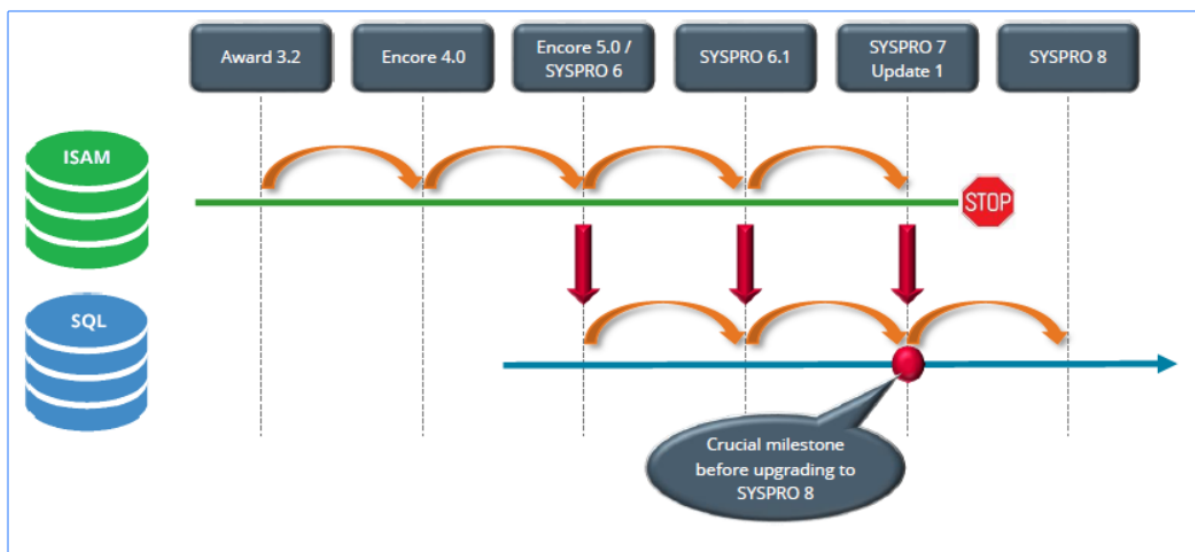 Award 3.2
Encore 4.0
Encore 5.0 /
SYSPRO 6
SYSPRO 6.1
SYSPRO 7
Update 1
SYSPRO 8
ISAM
STOP
SQL
Crucial milestone
before upgrading to
SYSPRO 8